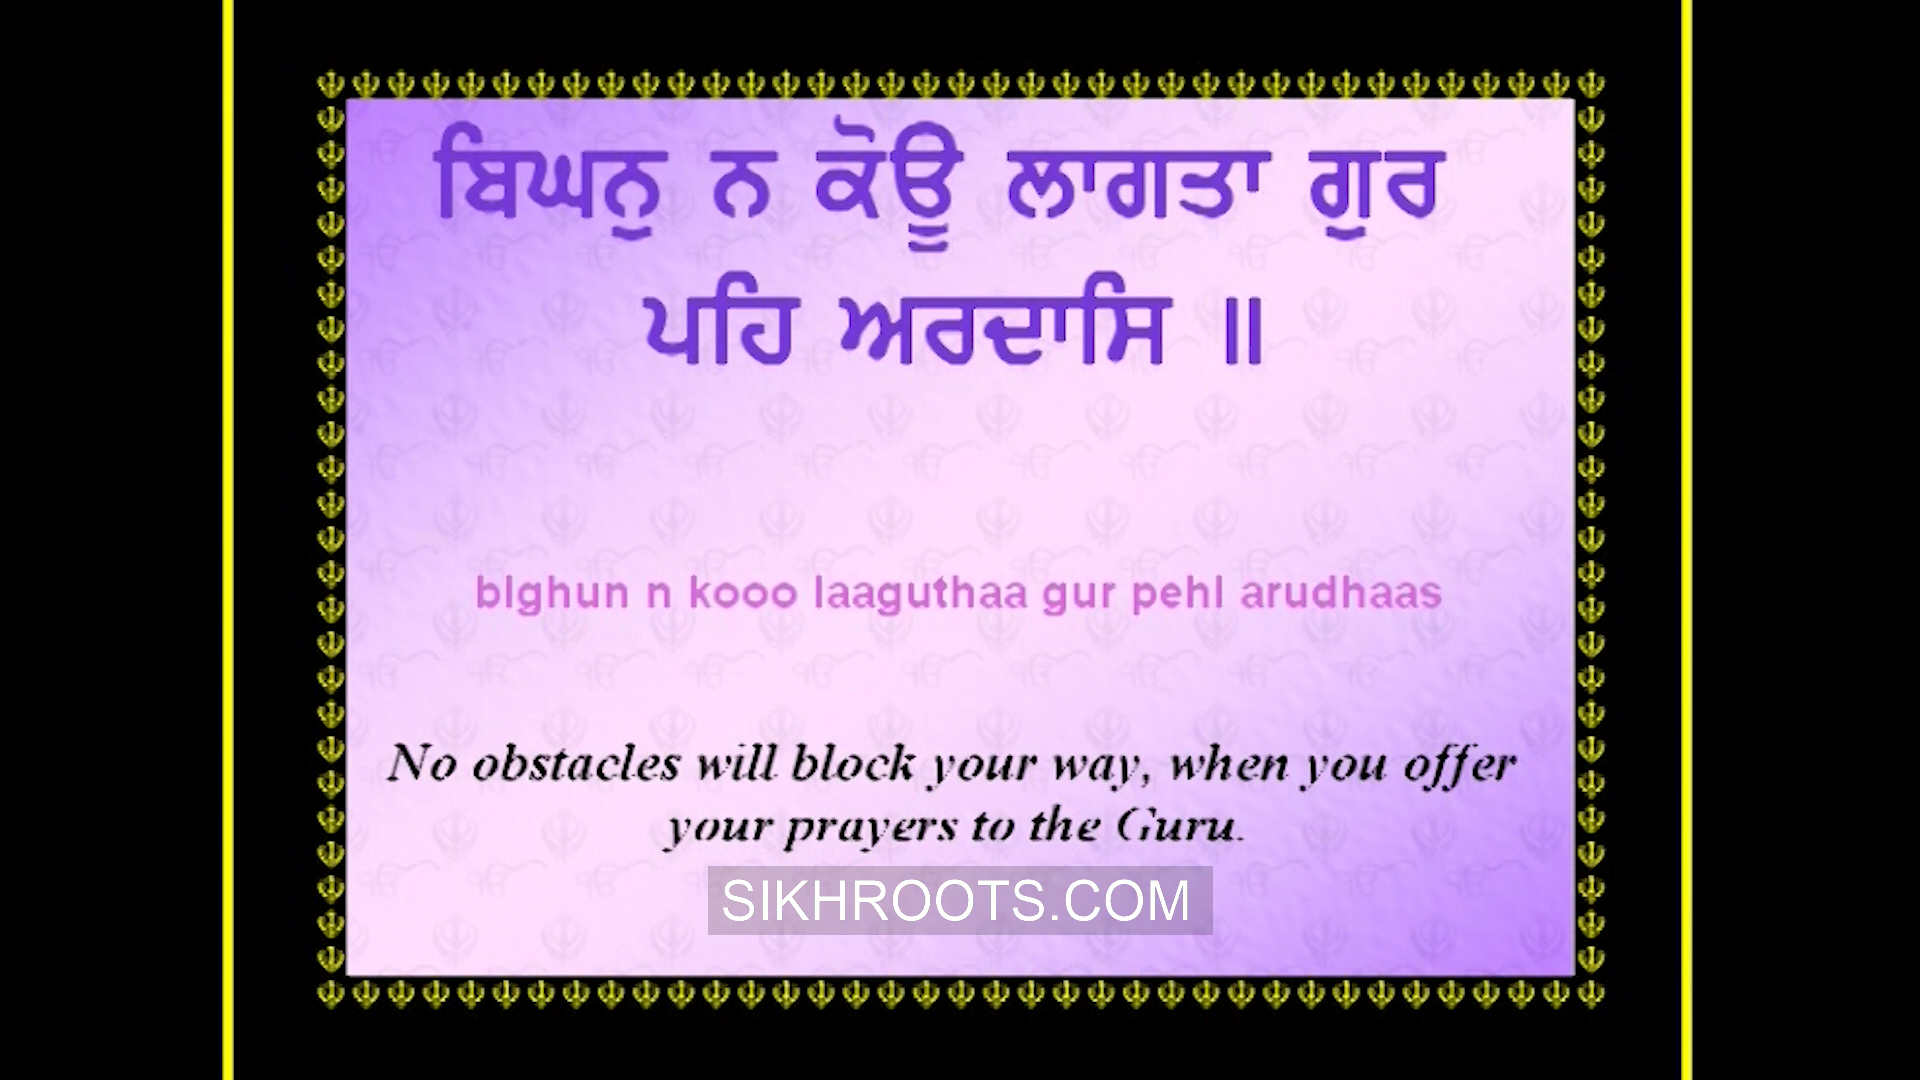 ਬਿਘਨੁ ਨ ਕੋਊ ਲਾਗਤਾ ਗੁਰ
ਪਹਿ ਅਰਦਾਸਿ ॥
bIghun n kooo laaguthaa gur pehI arudhaas
No obstacles will block your way, when you offer
your prayers to the Guru.
SIKHROOTS.COM